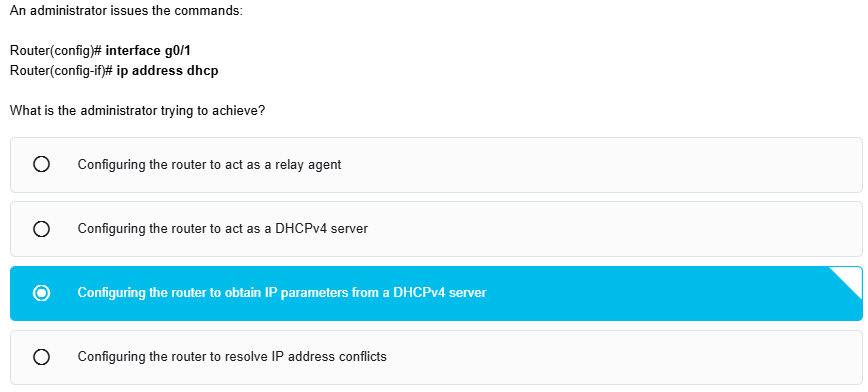 An administrator issues the commands:
Router(config)# interface g0/1
Router(config-if)# ip address dhcp
What is the administrator trying to achieve?
Configuring the router to act as a relay agent
Configuring the router to act as a DHCPv4 server
Configuring the router to obtain IP parameters from a DHCPv4 server
Configuring the router to resolve IP address conflicts